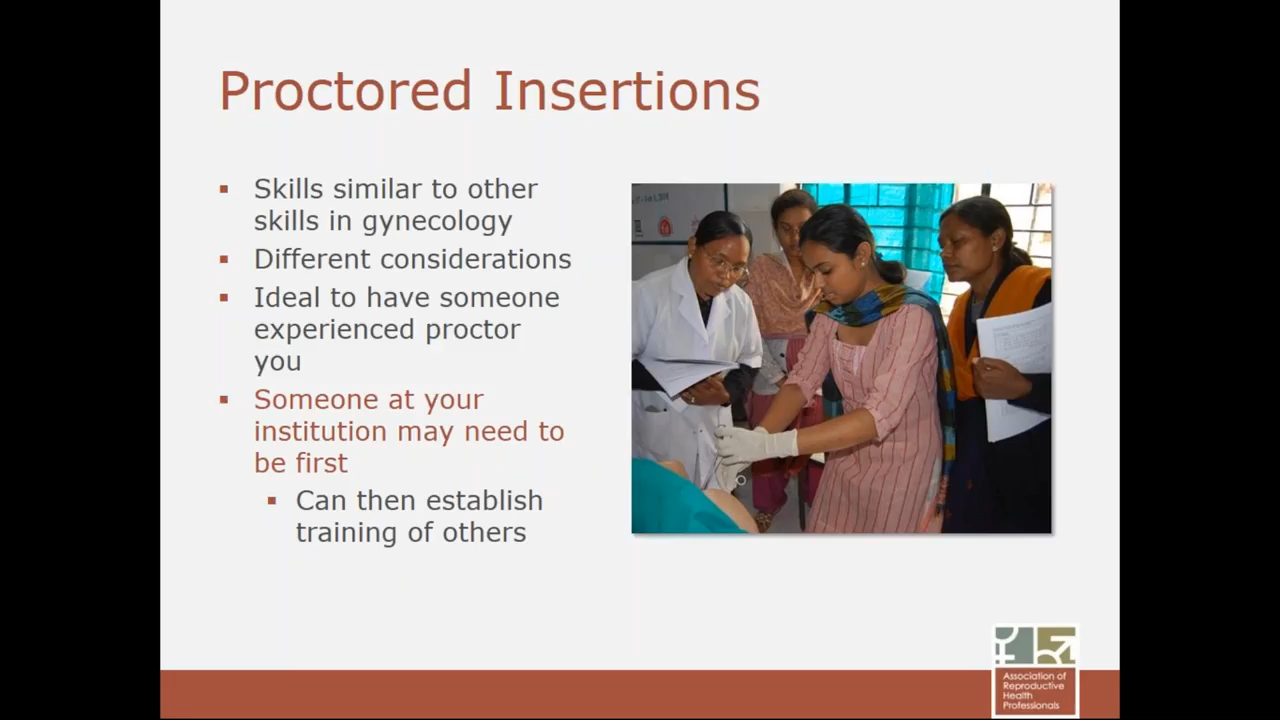 Proctored Insertions
▪ Skills similar to other
skills in gynecology
▪ Different considerations
▪ Ideal to have someone
experienced proctor
you
▪ Someone at your
institution may need to
be first
▪ Can then establish
training of others
Association of
Reproductive
Health
Professionals